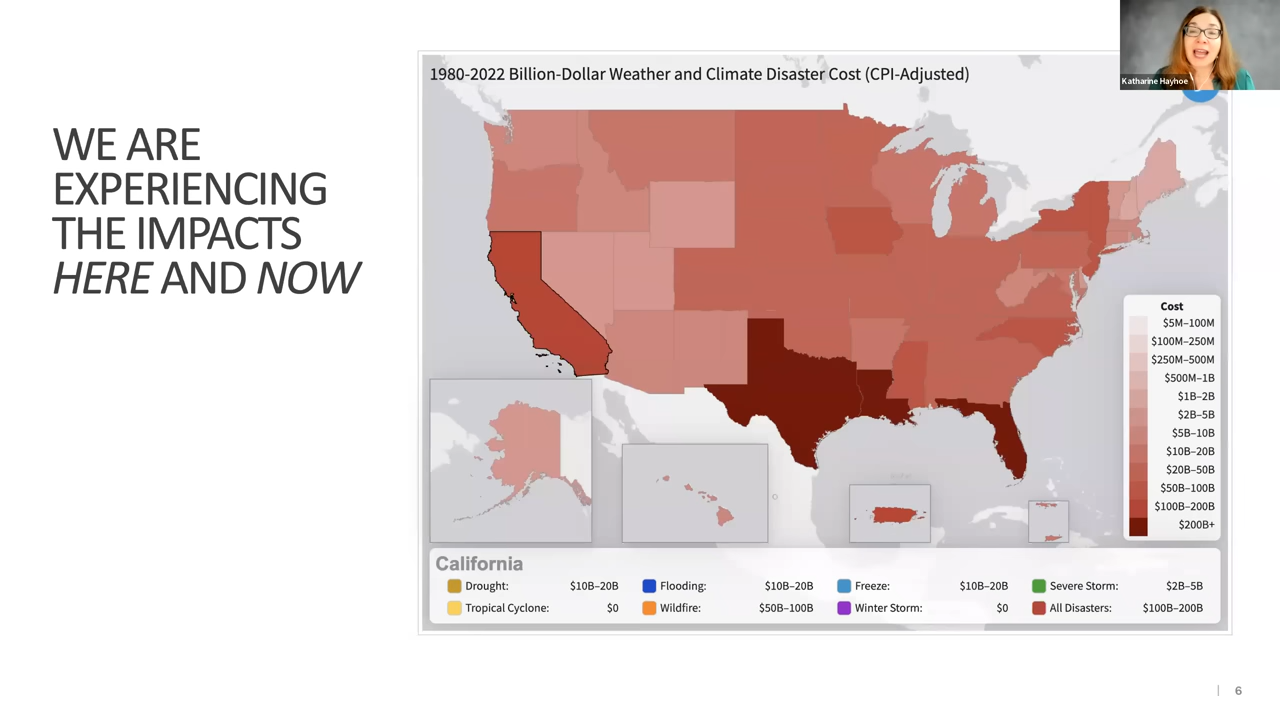 WE ARE
EXPERIENCING
THE IMPACTS
HERE AND NOW
1980-2022 Billion-Dollar Weather and Climate Disaster Cost (CPI-Adjusted)
Katharine Hayhoe
Cost
$5M–100M
$100M–250M
$250M–500M
$500M–1B
$1B–2B
$2B–5B
$5B–10B
$10B–20B
$20B–50B
$50B–100B
$100B–200B
$200B+
California
Drought: $10B–20B Flooding: $10B–20B Freeze: $10B–20B Severe Storm: $2B–5B
Tropical Cyclone: $0 Wildfire: $50B–100B Winter Storm: $0 All Disasters: $100B–200B
6